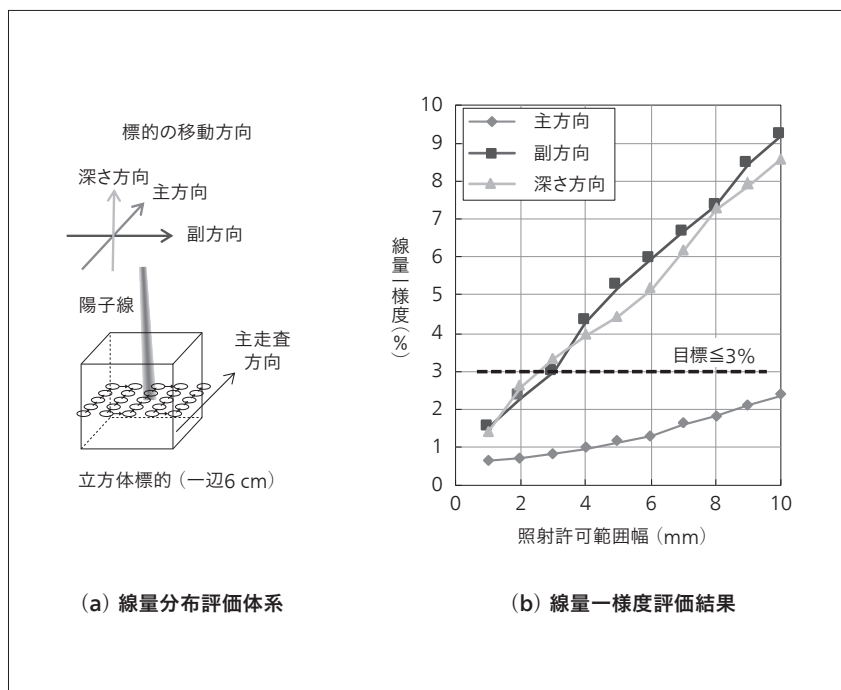 標的の移動方向
深さ方向
主方向
副方向
陽子線
主走査
方向
立方体標的（一辺6 cm）
(a) 線量分布評価体系
主方向
副方向
深さ方向
線量一様度（%）
10
9
8
7
6
5
4
3
2
1
0
目標≦3%
0 2 4 6 8 10
照射許可範囲幅（mm）
(b) 線量一様度評価結果